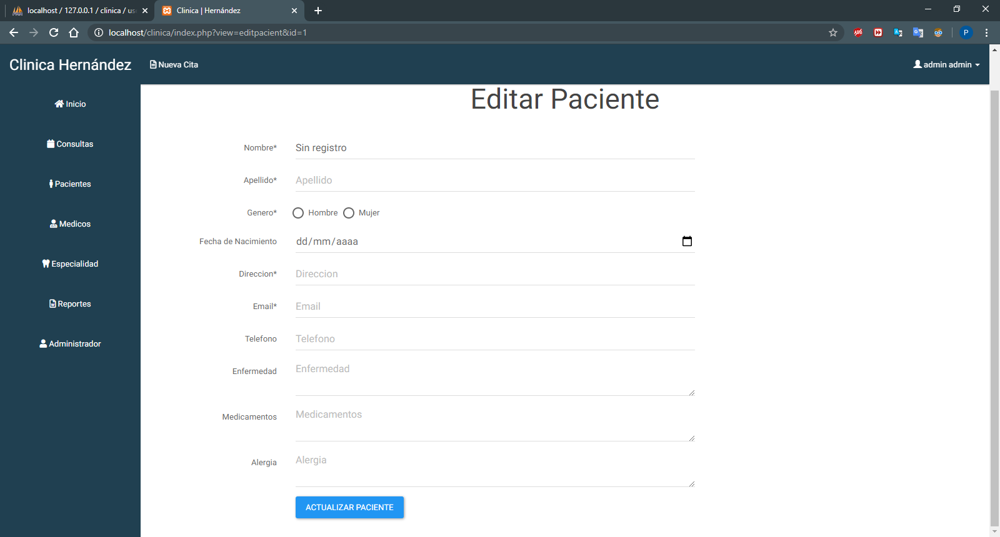 localhost / 127.0.0.1 / clinica / us
Clinica | Hernández
localhost/clinica/index.php?view=editpacient&id=1
P
Clinica Hernández
Nueva Cita
admin admin
Inicio
Consultas
Pacientes
Medicos
Especialidad
Reportes
Administrador
Editar Paciente
Nombre* Sin registro
Apellido* Apellido
Genero* Hombre Mujer
Fecha de Nacimiento dd/mm/aaaa
Direccion* Direccion
Email* Email
Telefono Telefono
Enfermedad Enfermedad
Medicamentos Medicamentos
Alergia Alergia
ACTUALIZAR PACIENTE